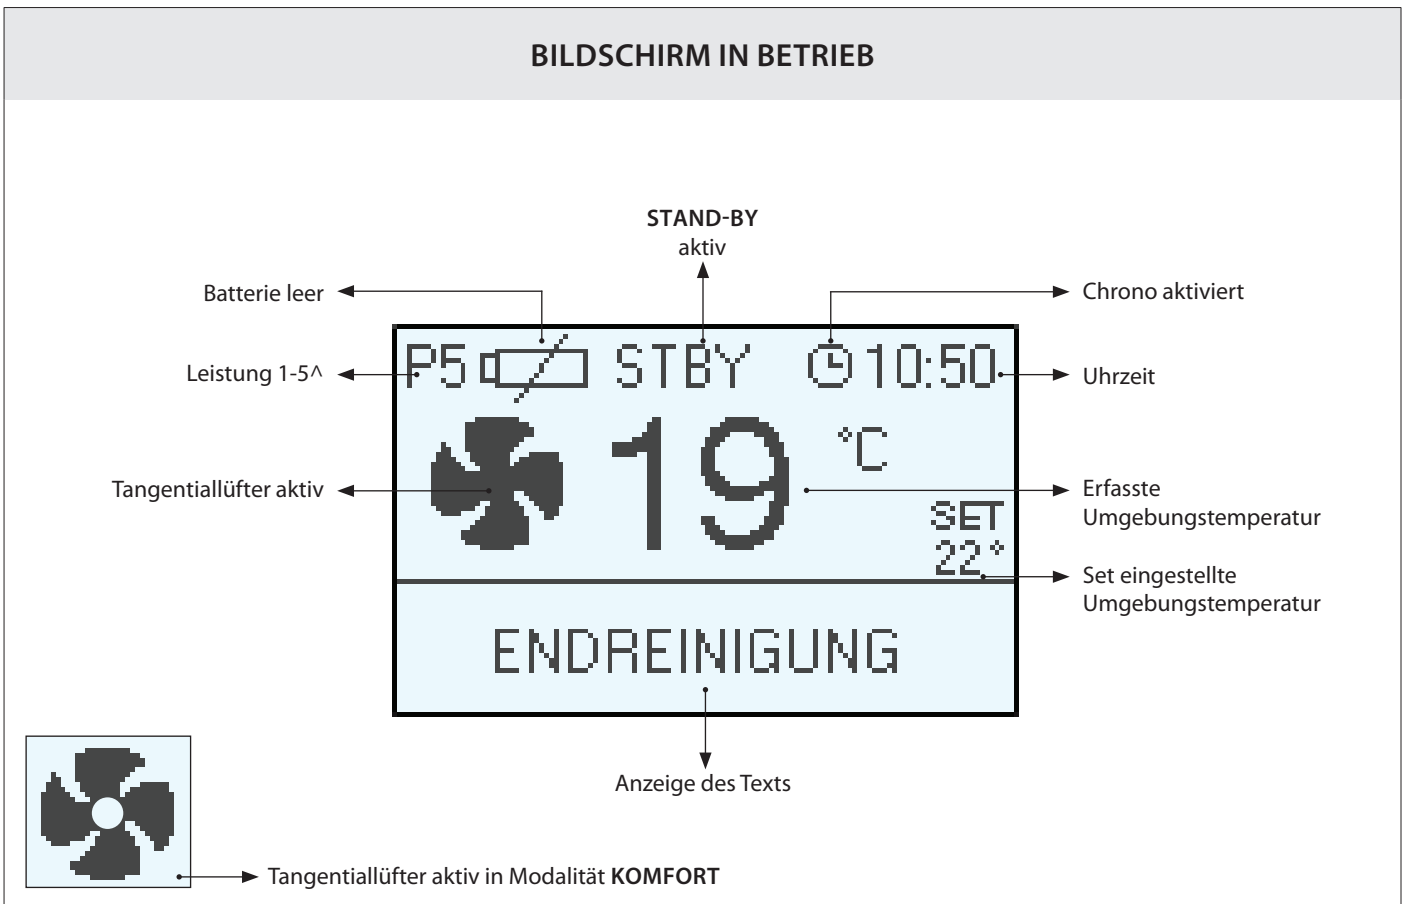 BILDSCHIRM IN BETRIEB
STAND-BY
aktiv
Batterie leer
Chrono aktiviert
P5 STBY 10:50
Leistung 1-5^
Uhrzeit
19 °C
Tangentiallüfter aktiv
Erfasste
Umgebungstemperatur
SET
22°
Set eingestellte
Umgebungstemperatur
ENDREINIGUNG
Anzeige des Texts
Tangentiallüfter aktiv in Modalität KOMFORT